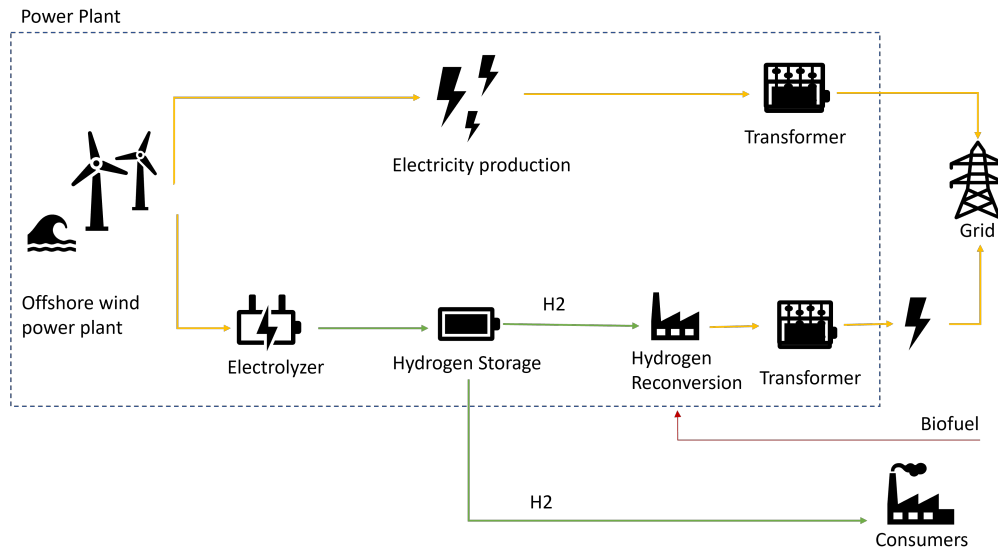 Power Plant
Electricity production
Transformer
Grid
Offshore wind
power plant
Electrolyzer
Hydrogen Storage
H2
Hydrogen
Reconversion
Transformer
Biofuel
H2
Consumers